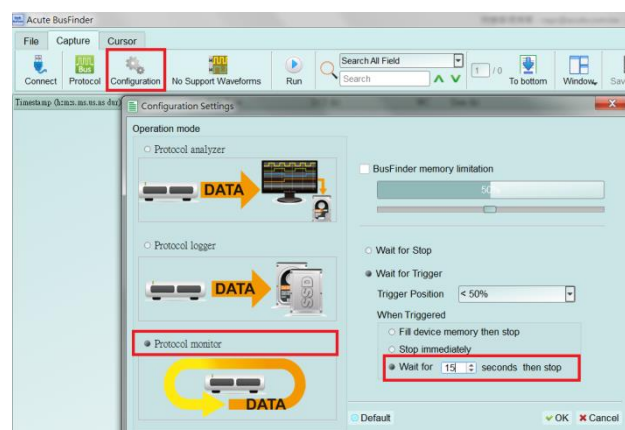 Acute BusFinder
File Capture Cursor
Search All Field
Search
1 / 0
Connect Protocol Configuration No Support Waveforms Run To bottom Window
Timestamp (h:m:s.ms.us.ns dur)
Configuration Settings
Operation mode
Protocol analyzer
DATA
BusFinder memory limitation
50%
Protocol logger
DATA
SSD
Wait for Stop
Wait for Trigger
Trigger Position < 50%
When Triggered
Fill device memory then stop
Stop immediately
Protocol monitor
Wait for 15 seconds then stop
DATA
Default OK Cancel